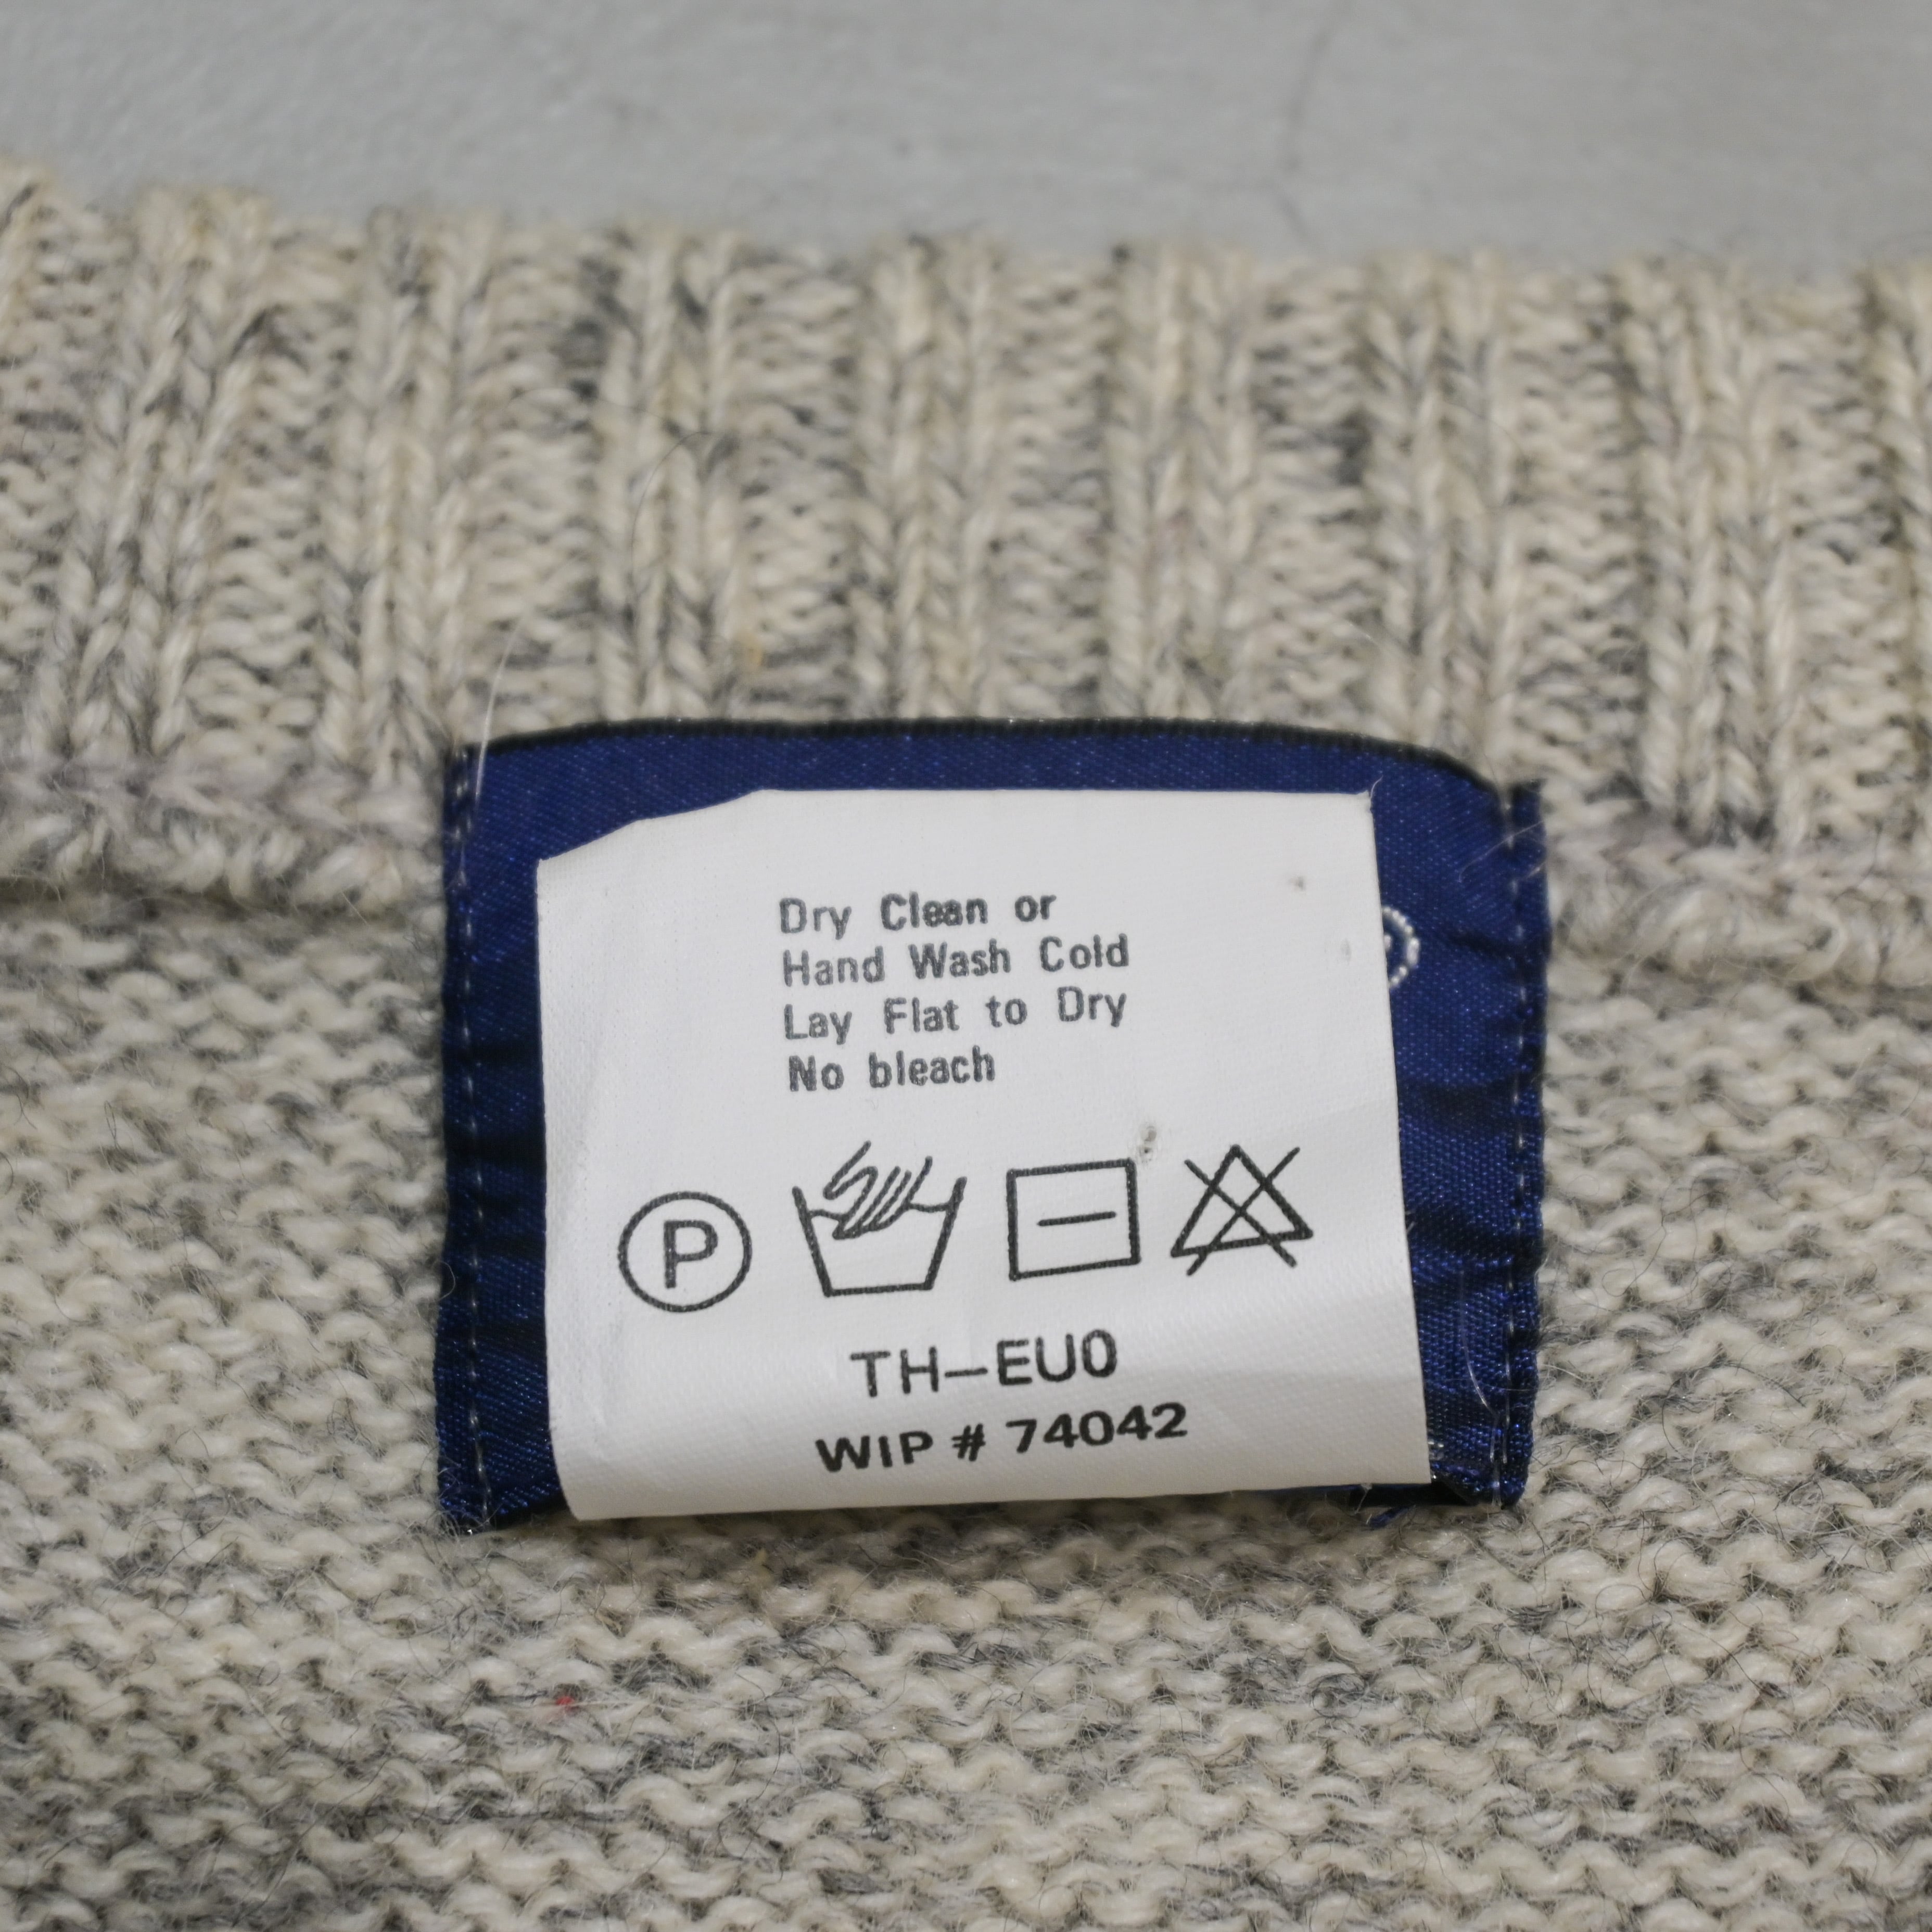 Dry Clean or
Hand Wash Cold
Lay Flat to Dry
No bleach
P
TH-EU0
WIP # 74042